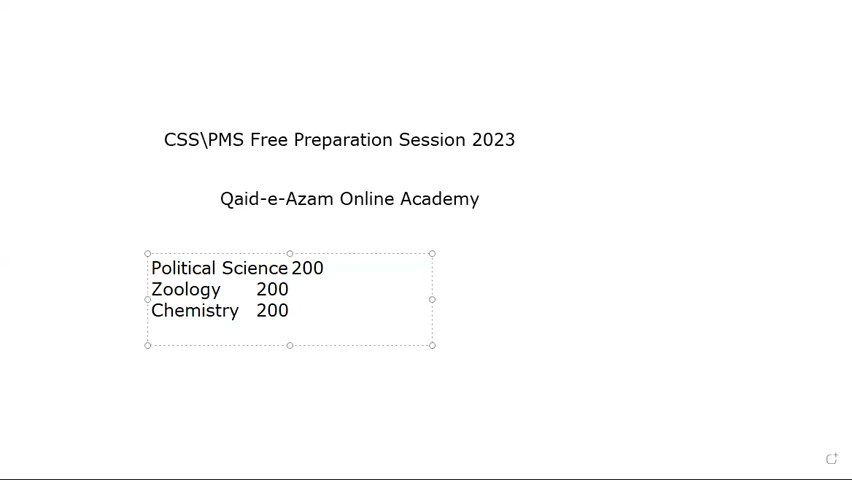 CSS\PMS Free Preparation Session 2023
Qaid-e-Azam Online Academy
Political Science 200
Zoology 200
Chemistry 200